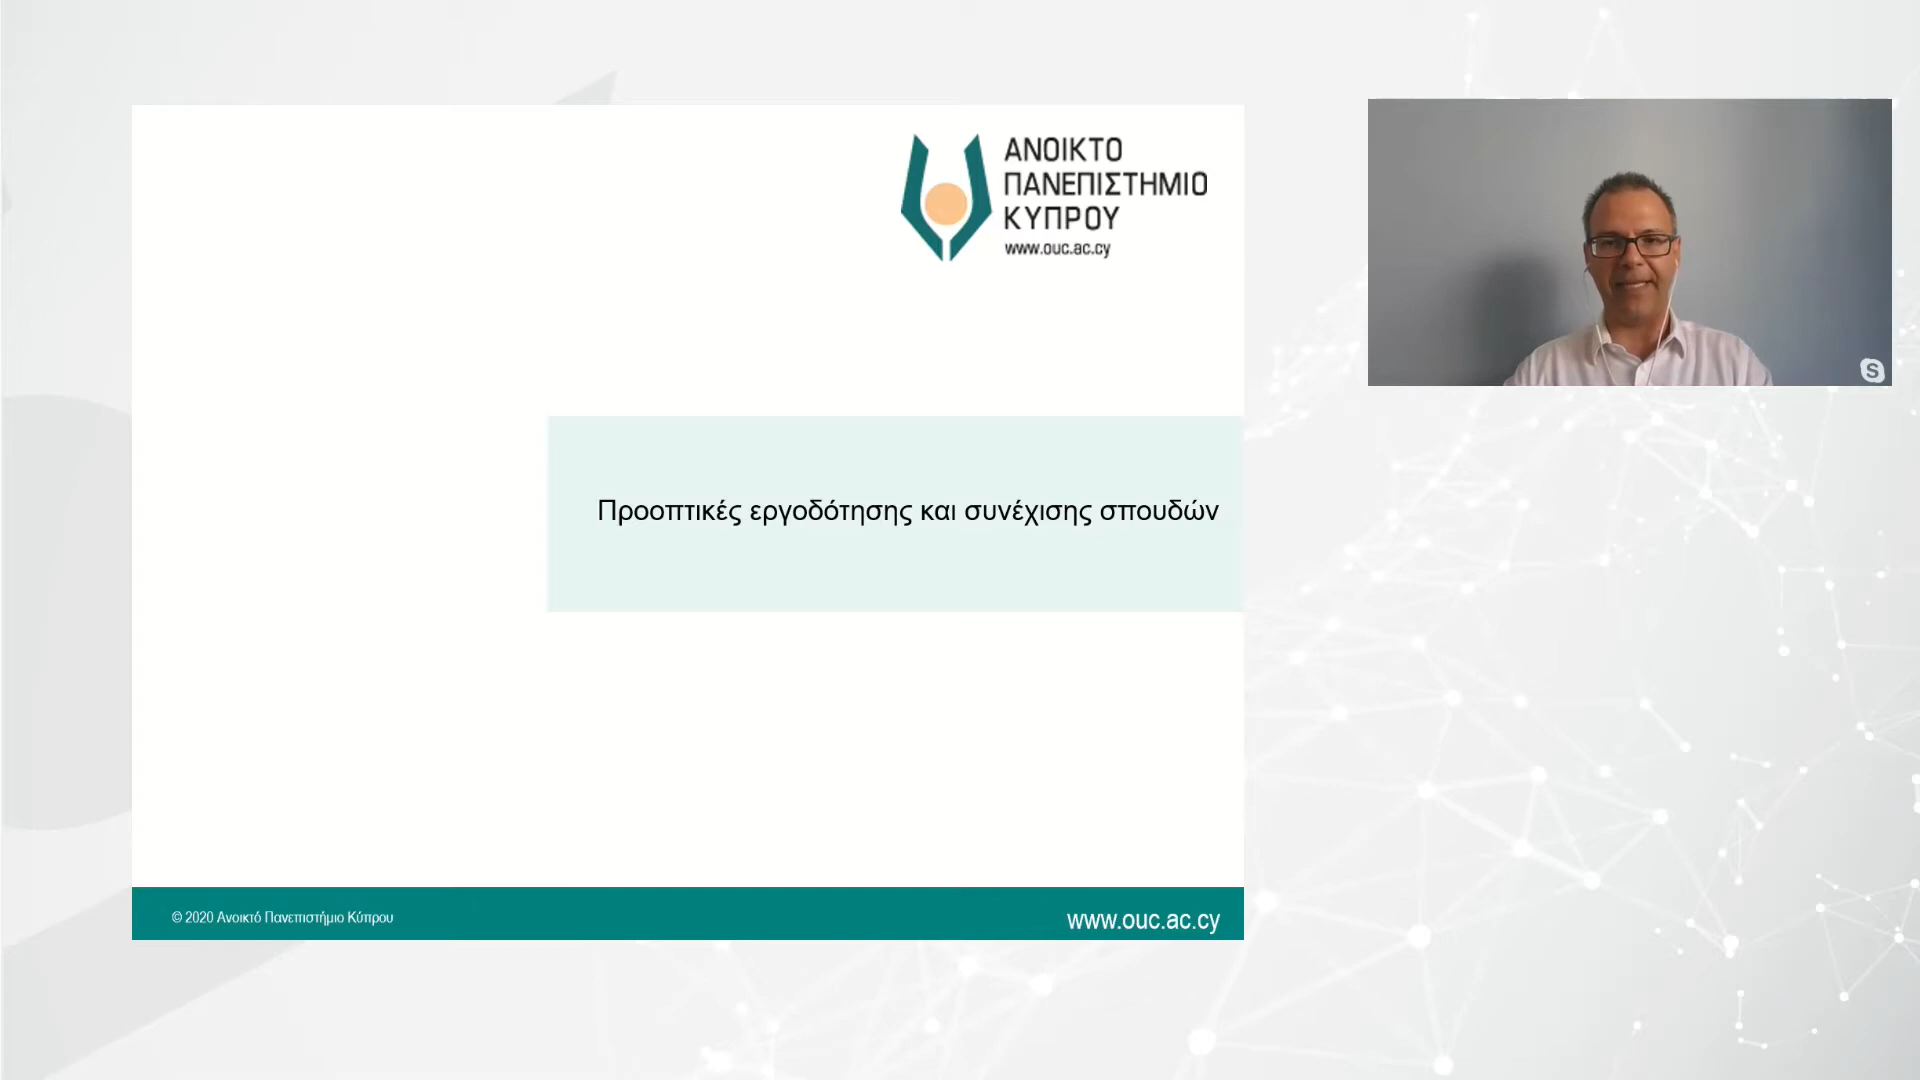 ΑΝΟΙΚΤΟ
ΠΑΝΕΠΙΣΤΗΜΙΟ
ΚΥΠΡΟΥ
www.ouc.ac.cy
Προοπτικές εργοδότησης και συνέχισης σπουδών
© 2020 Ανοικτό Πανεπιστήμιο Κύπρου
www.ouc.ac.cy
S